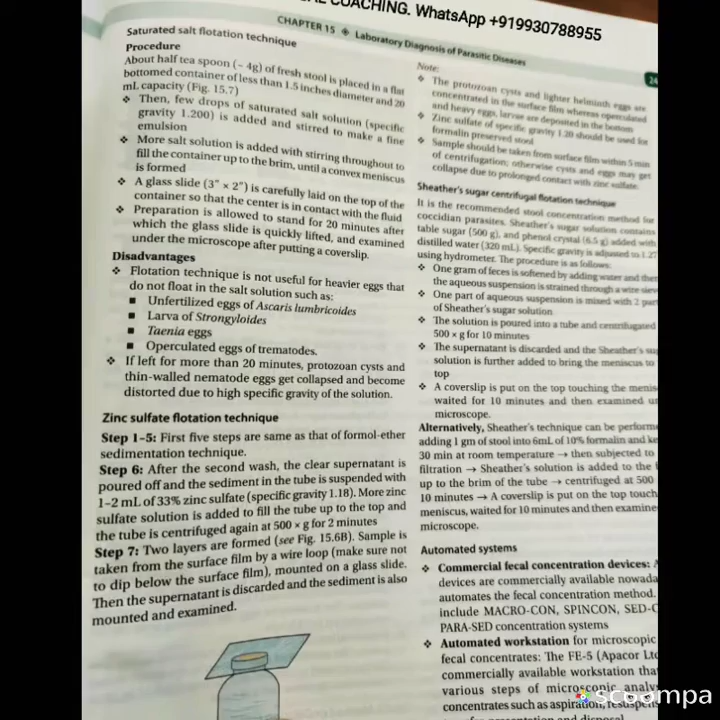 COACHING. WhatsApp +919930788955
CHAPTER 15 ❖ Laboratory Diagnosis of Parasitic Diseases
Saturated salt flotation technique
Procedure
About half tea spoon (~ 4g) of fresh stool is placed in a flat
bottomed container of less than 1.5 inches diameter and 20
mL capacity (Fig. 15.7)
❖ Then, few drops of saturated salt solution (specific
gravity 1.200) is added and stirred to make a fine
emulsion
❖ More salt solution is added with stirring throughout to
fill the container up to the brim, until a convex meniscus
is formed
❖ A glass slide (3" × 2") is carefully laid on the top of the
container so that the center is in contact with the fluid
❖ Preparation is allowed to stand for 20 minutes after
which the glass slide is quickly lifted, and examined
under the microscope after putting a coverslip.
Disadvantages
❖ Flotation technique is not useful for heavier eggs that
do not float in the salt solution such as:
■ Unfertilized eggs of Ascaris lumbricoides
■ Larva of Strongyloides
■ Taenia eggs
■ Operculated eggs of trematodes.
❖ If left for more than 20 minutes, protozoan cysts and
thin-walled nematode eggs get collapsed and become
distorted due to high specific gravity of the solution.
Zinc sulfate flotation technique
Step 1–5: First five steps are same as that of formol-ether
sedimentation technique.
Step 6: After the second wash, the clear supernatant is
poured off and the sediment in the tube is suspended with
1–2 mL of 33% zinc sulfate (specific gravity 1.18). More zinc
sulfate solution is added to fill the tube up to the top and
the tube is centrifuged again at 500 × g for 2 minutes
Step 7: Two layers are formed (see Fig. 15.6B). Sample is
taken from the surface film by a wire loop (make sure not
to dip below the surface film), mounted on a glass slide.
Then the supernatant is discarded and the sediment is also
mounted and examined.
24
Note:
❖ The protozoan cysts and lighter helminth eggs are
concentrated in the surface film whereas operculated
and heavy eggs, larvae are deposited in the bottom
❖ Zinc sulfate of specific gravity 1.20 should be used for
formalin preserved stool
❖ Sample should be taken from surface film within 5 min
of centrifugation; otherwise cysts and eggs may get
collapse due to prolonged contact with zinc sulfate.
Sheather's sugar centrifugal flotation technique
It is the recommended stool concentration method for
coccidian parasites. Sheather's sugar solution contains
table sugar (500 g), and phenol crystal (6.5 g) added with
distilled water (320 mL). Specific gravity is adjusted to 1.27
using hydrometer. The procedure is as follows:
❖ One gram of feces is softened by adding water and then
the aqueous suspension is strained through a wire siev
❖ One part of aqueous suspension is mixed with 2 part
of Sheather's sugar solution
❖ The solution is poured into a tube and centrifugated
500 × g for 10 minutes
❖ The supernatant is discarded and the Sheather's sug
solution is further added to bring the meniscus to
top
❖ A coverslip is put on the top touching the menis
waited for 10 minutes and then examined un
microscope.
Alternatively, Sheather's technique can be performe
adding 1 gm of stool into 6mL of 10% formalin and ke
30 min at room temperature → then subjected to
filtration → Sheather's solution is added to the
up to the brim of the tube → centrifuged at 500
10 minutes → A coverslip is put on the top touch
meniscus, waited for 10 minutes and then examine
microscope.
Automated systems
❖ Commercial fecal concentration devices: A
devices are commercially available nowada
automates the fecal concentration method.
include MACRO-CON, SPINCON, SED-C
PARA-SED concentration systems
❖ Automated workstation for microscopic
fecal concentrates: The FE-5 (Apacor Ltd
commercially available workstation tha
various steps of microscopic analy
concentrates such as aspiration, resuspens
presentation and disposal
scoompa